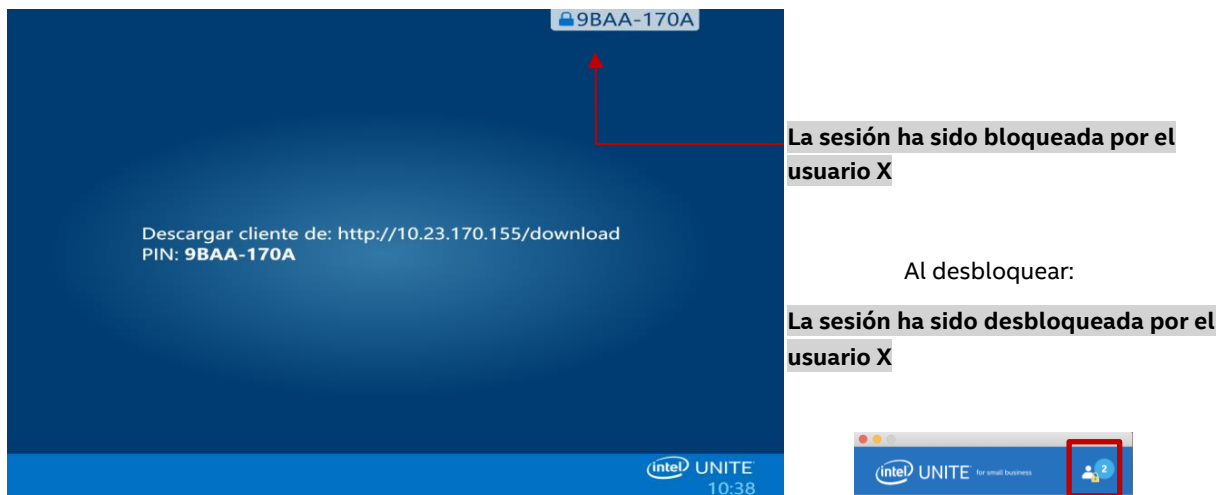 9BAA-170A
La sesión ha sido bloqueada por el
usuario X
Descargar cliente de: http://10.23.170.155/download
PIN: 9BAA-170A
Al desbloquear:
La sesión ha sido desbloqueada por el
usuario X
intel UNITE
10:38
intel UNITE for small business
2